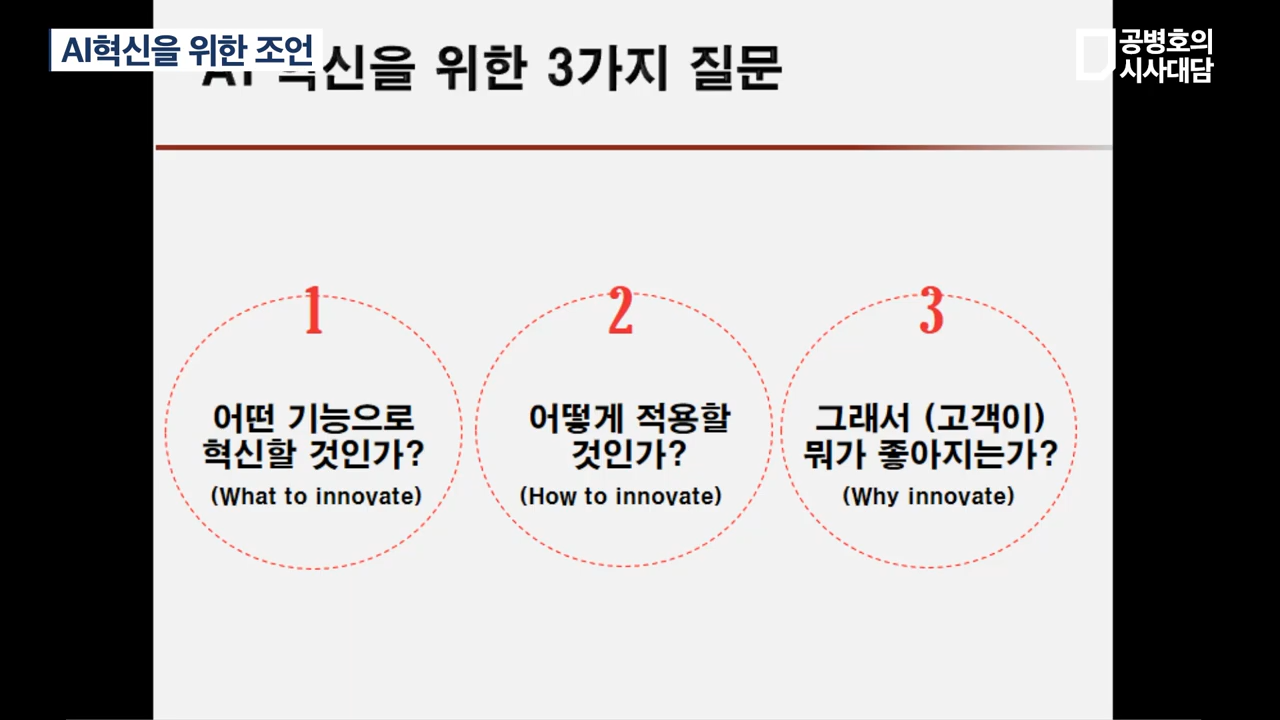 AI혁신을 위한 조언
공병호의
시사대담
AI 혁신을 위한 3가지 질문
1
어떤 기능으로
혁신할 것인가?
(What to innovate)
2
어떻게 적용할
것인가?
(How to innovate)
3
그래서 (고객이)
뭐가 좋아지는가?
(Why innovate)